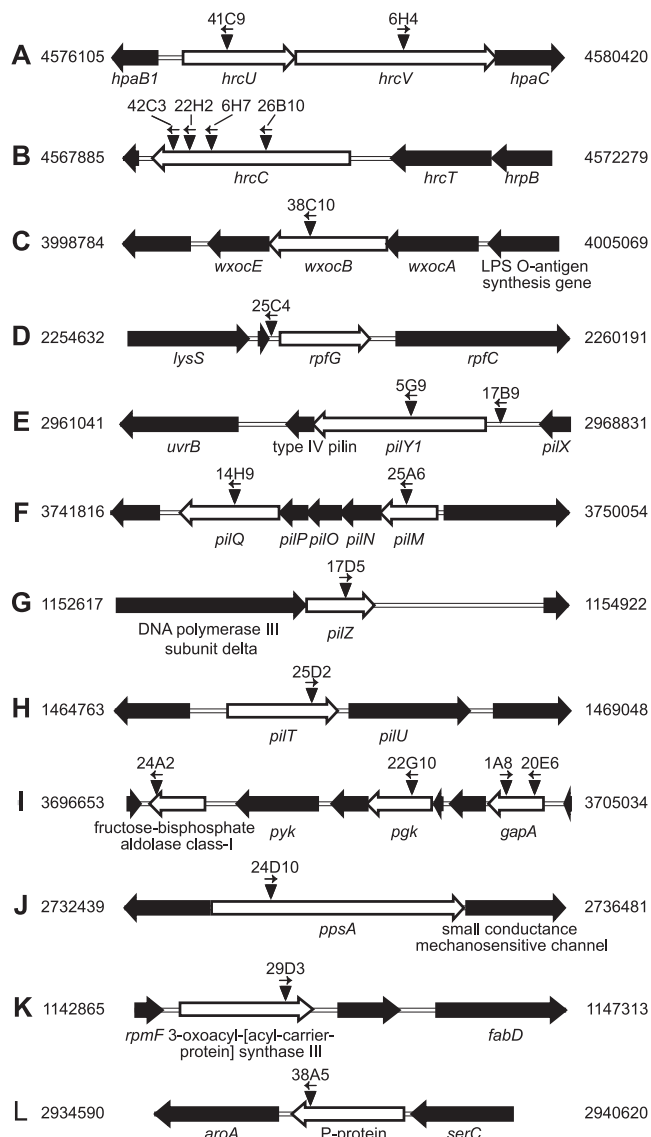 41C9 6H4
A 4576105 4580420
hpaB1 hrcU hrcV hpaC
42C3 22H2 6H7 26B10
B 4567885 4572279
hrcC hrcT hrpB
38C10
C 3998784 4005069
wxocE wxocB wxocA LPS O-antigen
synthesis gene
25C4
D 2254632 2260191
lysS rpfG rpfC
5G9 17B9
E 2961041 2968831
uvrB type IV pilin pilY1 pilX
14H9 25A6
F 3741816 3750054
pilQ pilP pilO pilN pilM
17D5
G 1152617 1154922
DNA polymerase III pilZ
subunit delta
25D2
H 1464763 1469048
pilT pilU
24A2 22G10 1A8 20E6
I 3696653 3705034
fructose-bisphosphate pyk pgk gapA
aldolase class-I
24D10
J 2732439 2736481
ppsA small conductance
mechanosensitive channel
29D3
K 1142865 1147313
rpmF 3-oxoacyl-[acyl-carrier- fabD
protein] synthase III
38A5
L 2934590 2940620
aroA P-protein serC